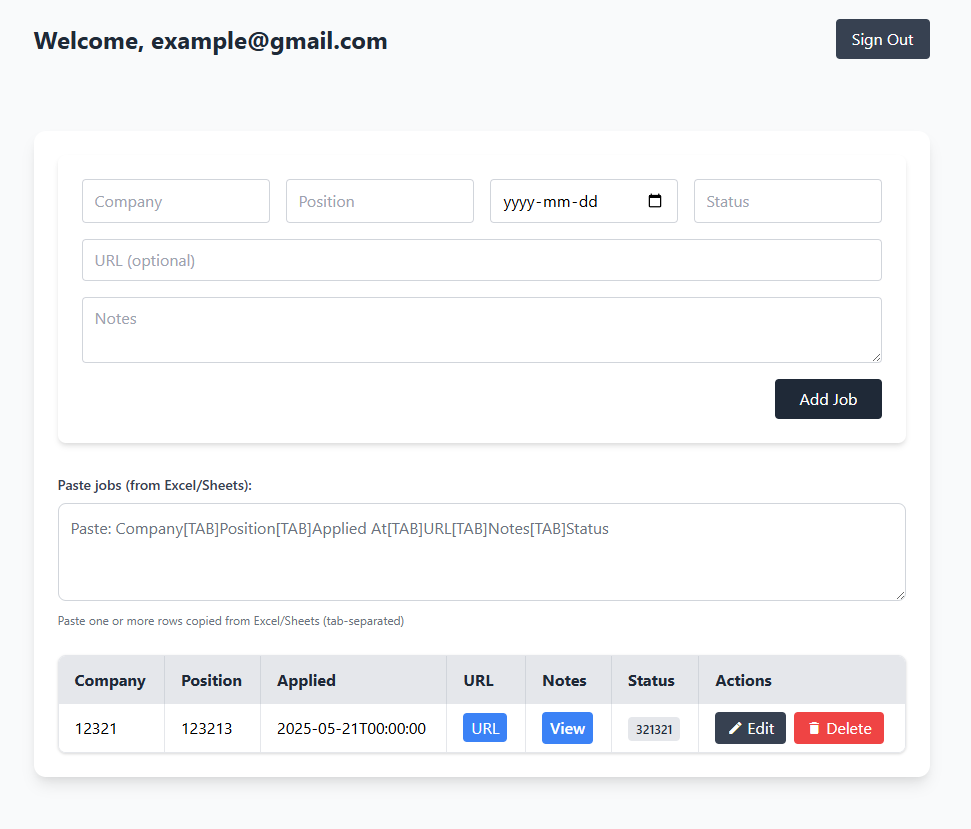 Welcome, example@gmail.com Sign Out
Company Position yyyy-mm-dd Status
URL (optional)
Notes
Add Job
Paste jobs (from Excel/Sheets):
Paste: Company[TAB]Position[TAB]Applied At[TAB]URL[TAB]Notes[TAB]Status
Paste one or more rows copied from Excel/Sheets (tab-separated)
Company Position Applied URL Notes Status Actions
12321 123213 2025-05-21T00:00:00 URL View 321321 Edit Delete